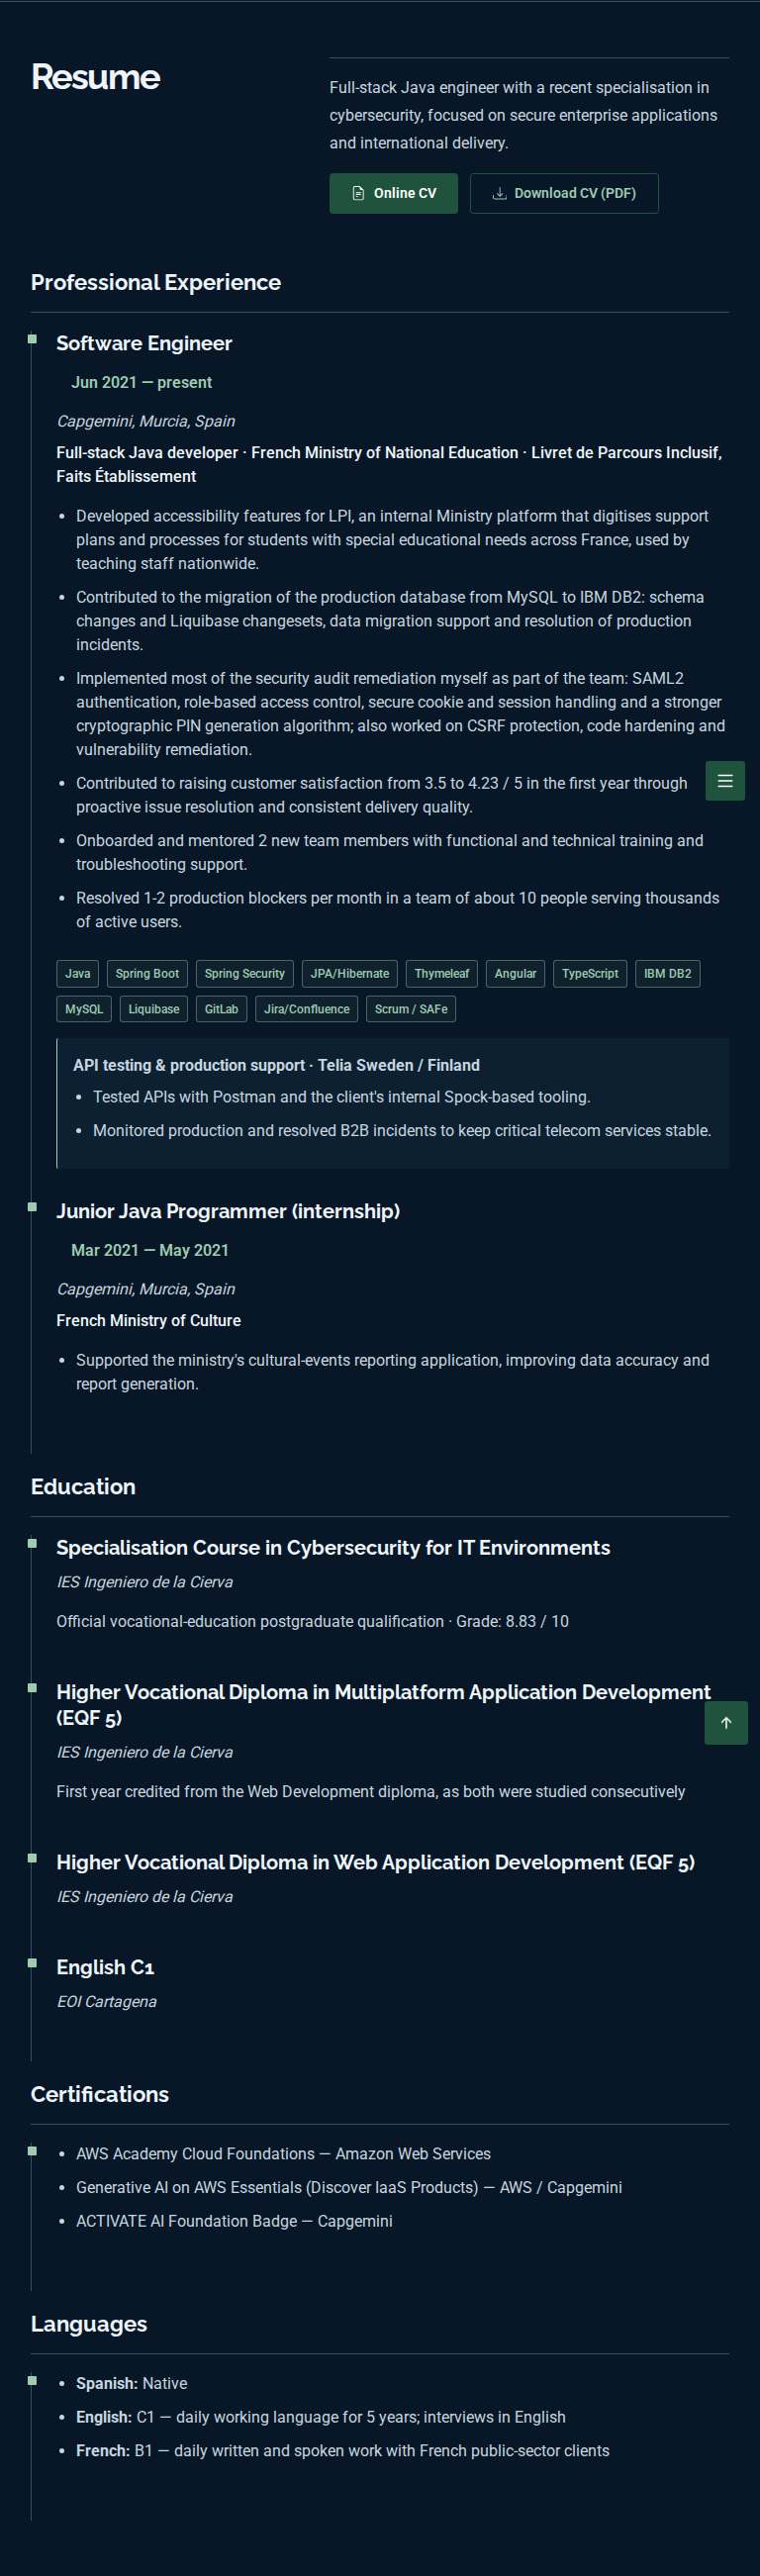 Resume
Full-stack Java engineer with a recent specialisation in
cybersecurity, focused on secure enterprise applications
and international delivery.
Online CV
Download CV (PDF)
Professional Experience
Software Engineer
Jun 2021 — present
Capgemini, Murcia, Spain
Full-stack Java developer · French Ministry of National Education · Livret de Parcours Inclusif,
Faits Établissement
• Developed accessibility features for LPI, an internal Ministry platform that digitises support
plans and processes for students with special educational needs across France, used by
teaching staff nationwide.
• Contributed to the migration of the production database from MySQL to IBM DB2: schema
changes and Liquibase changesets, data migration support and resolution of production
incidents.
• Implemented most of the security audit remediation myself as part of the team: SAML2
authentication, role-based access control, secure cookie and session handling and a stronger
cryptographic PIN generation algorithm; also worked on CSRF protection, code hardening and
vulnerability remediation.
• Contributed to raising customer satisfaction from 3.5 to 4.23 / 5 in the first year through
proactive issue resolution and consistent delivery quality.
• Onboarded and mentored 2 new team members with functional and technical training and
troubleshooting support.
• Resolved 1-2 production blockers per month in a team of about 10 people serving thousands
of active users.
Java Spring Boot Spring Security JPA/Hibernate Thymeleaf Angular TypeScript IBM DB2
MySQL Liquibase GitLab Jira/Confluence Scrum / SAFe
API testing & production support · Telia Sweden / Finland
• Tested APIs with Postman and the client's internal Spock-based tooling.
• Monitored production and resolved B2B incidents to keep critical telecom services stable.
Junior Java Programmer (internship)
Mar 2021 — May 2021
Capgemini, Murcia, Spain
French Ministry of Culture
• Supported the ministry's cultural-events reporting application, improving data accuracy and
report generation.
Education
Specialisation Course in Cybersecurity for IT Environments
IES Ingeniero de la Cierva
Official vocational-education postgraduate qualification · Grade: 8.83 / 10
Higher Vocational Diploma in Multiplatform Application Development
(EQF 5)
IES Ingeniero de la Cierva
First year credited from the Web Development diploma, as both were studied consecutively
Higher Vocational Diploma in Web Application Development (EQF 5)
IES Ingeniero de la Cierva
English C1
EOI Cartagena
Certifications
• AWS Academy Cloud Foundations — Amazon Web Services
• Generative AI on AWS Essentials (Discover IaaS Products) — AWS / Capgemini
• ACTIVATE AI Foundation Badge — Capgemini
Languages
• Spanish: Native
• English: C1 — daily working language for 5 years; interviews in English
• French: B1 — daily written and spoken work with French public-sector clients